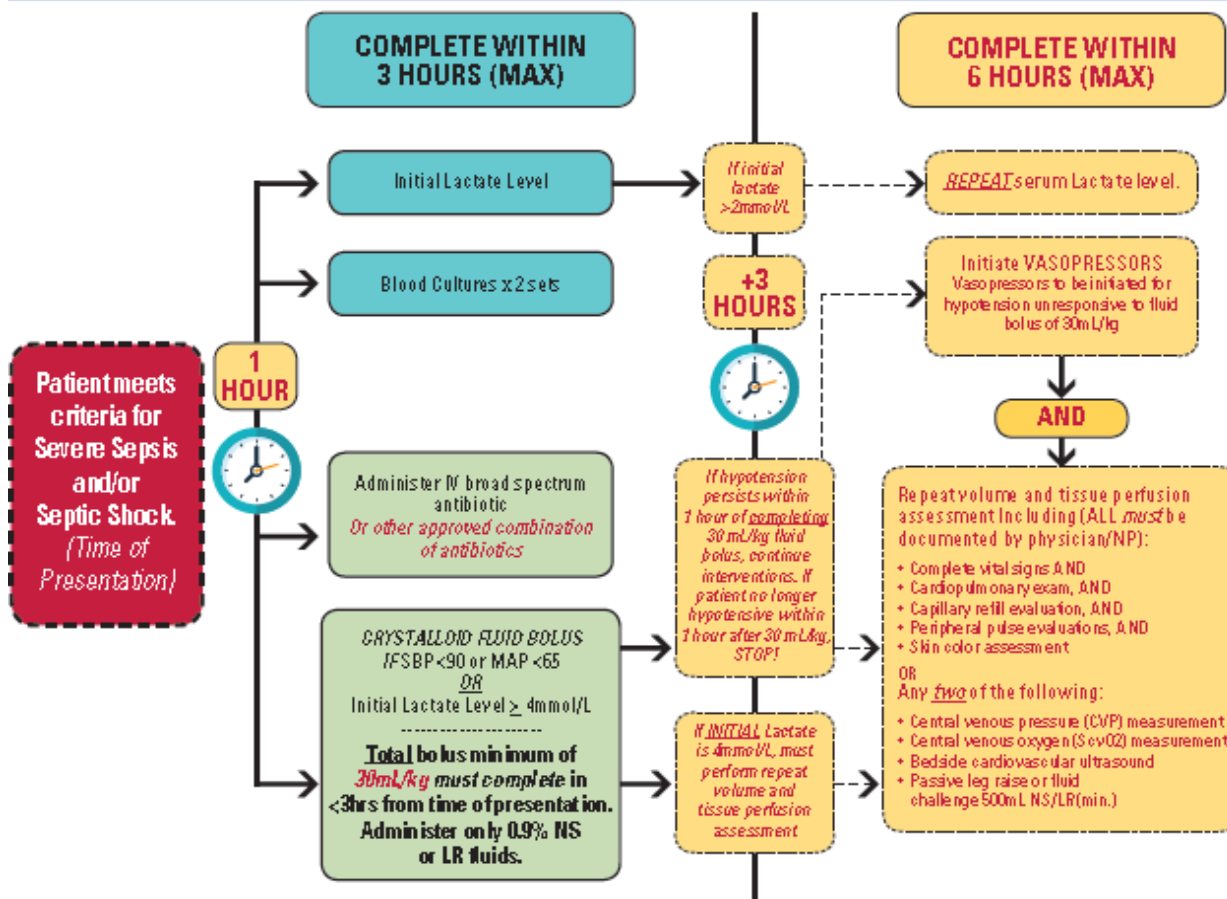 COMPLETE WITHIN
3 HOURS (MAX)
COMPLETE WITHIN
6 HOURS (MAX)
Initial Lactate Level
If initial
lactate
>2mmol/L
REPEAT serum Lactate level.
Blood Cultures x 2 sets
+3
HOURS
Initiate VASOPRESSORS
Vasopressors to be initiated for
hypotension unresponsive to fluid
bolus of 30mL/kg
1
HOUR
Patient meets
criteria for
Severe Sepsis
and/or
Septic Shock.
(Time of
Presentation)
AND
Administer IV broad spectrum
antibiotic
Or other approved combination
of antibiotics
If hypotension
persists within
1 hour of completing
30 mL/kg fluid
bolus, continue
interventions. If
patient no longer
hypotensive within
1 hour after 30 mL/kg,
STOP!
Repeat volume and tissue perfusion
assessment Including (ALL must be
documented by physician/NP):
• Complete vital signs AND
• Cardiopulmonary exam, AND
• Capillary refill evaluation, AND
• Peripheral pulse evaluations, AND
• Skin color assessment
OR
Any two of the following:
• Central venous pressure (CVP) measurement
• Central venous oxygen (ScvO2) measurement
• Bedside cardiovascular ultrasound
• Passive leg raise or fluid
challenge 500mL NS/LR(min.)
CRYSTALLOID FLUID BOLUS
IF SBP <90 or MAP <65
OR
Initial Lactate Level ≥ 4mmol/L
---------------------
Total bolus minimum of
30mL/kg must complete in
<3hrs from time of presentation.
Administer only 0.9% NS
or LR fluids.
If INITIAL Lactate
is 4mmol/L, must
perform repeat
volume and
tissue perfusion
assessment